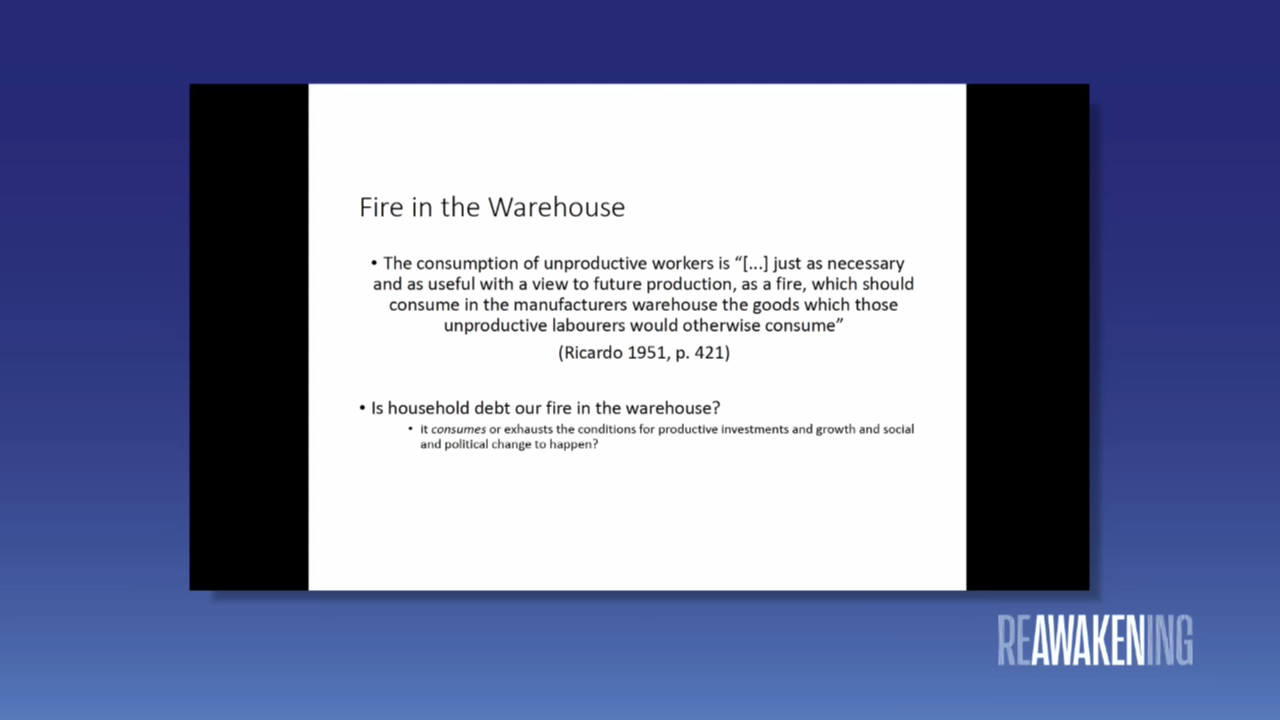 Fire in the Warehouse
• The consumption of unproductive workers is “[...] just as necessary
and as useful with a view to future production, as a fire, which should
consume in the manufacturers warehouse the goods which those
unproductive labourers would otherwise consume”
(Ricardo 1951, p. 421)
• Is household debt our fire in the warehouse?
• It consumes or exhausts the conditions for productive investments and growth and social
and political change to happen?
REAWAKENING